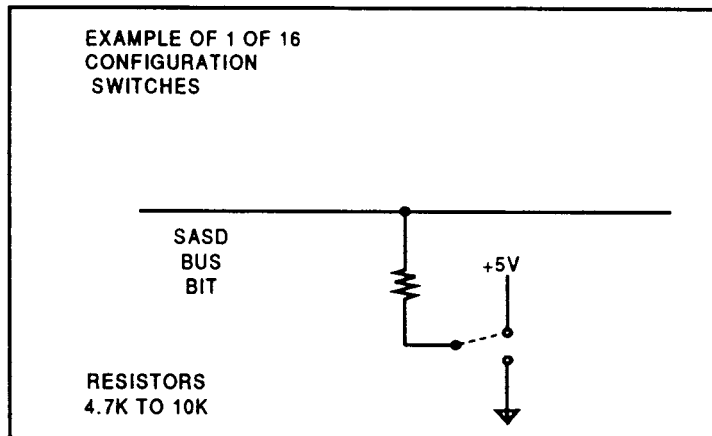 EXAMPLE OF 1 OF 16
CONFIGURATION
SWITCHES
SASD
BUS
BIT
+5V
RESISTORS
4.7K TO 10K